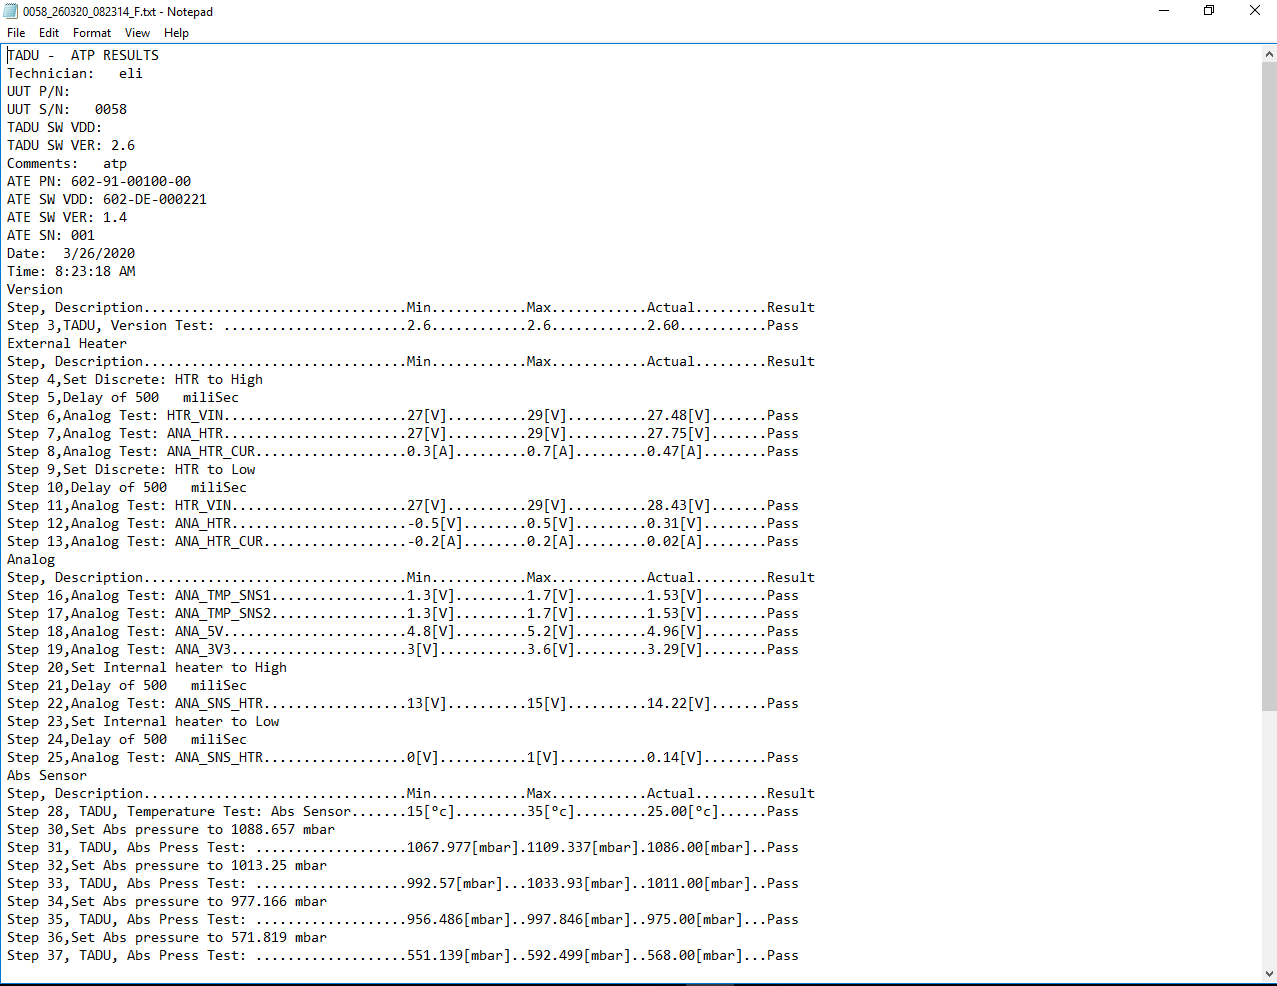 0058_260320_082314_F.txt - Notepad
File Edit Format View Help
TADU -  ATP RESULTS
Technician:   eli
UUT P/N:
UUT S/N:   0058
TADU SW VDD:
TADU SW VER: 2.6
Comments:   atp
ATE PN: 602-91-00100-00
ATE SW VDD: 602-DE-000221
ATE SW VER: 1.4
ATE SN: 001
Date:  3/26/2020
Time: 8:23:18 AM
Version
Step, Description.................................Min............Max............Actual.........Result
Step 3,TADU, Version Test: .......................2.6............2.6............2.60...........Pass
External Heater
Step, Description.................................Min............Max............Actual.........Result
Step 4,Set Discrete: HTR to High
Step 5,Delay of 500   miliSec
Step 6,Analog Test: HTR_VIN.......................27[V]..........29[V]..........27.48[V].......Pass
Step 7,Analog Test: ANA_HTR.......................27[V]..........29[V]..........27.75[V].......Pass
Step 8,Analog Test: ANA_HTR_CUR...................0.3[A].........0.7[A].........0.47[A]........Pass
Step 9,Set Discrete: HTR to Low
Step 10,Delay of 500   miliSec
Step 11,Analog Test: HTR_VIN......................27[V]..........29[V]..........28.43[V].......Pass
Step 12,Analog Test: ANA_HTR......................-0.5[V]........0.5[V].........0.31[V]........Pass
Step 13,Analog Test: ANA_HTR_CUR..................-0.2[A]........0.2[A].........0.02[A]........Pass
Analog
Step, Description.................................Min............Max............Actual.........Result
Step 16,Analog Test: ANA_TMP_SNS1.................1.3[V].........1.7[V].........1.53[V]........Pass
Step 17,Analog Test: ANA_TMP_SNS2.................1.3[V].........1.7[V].........1.53[V]........Pass
Step 18,Analog Test: ANA_5V.......................4.8[V].........5.2[V].........4.96[V]........Pass
Step 19,Analog Test: ANA_3V3......................3[V]...........3.6[V].........3.29[V]........Pass
Step 20,Set Internal heater to High
Step 21,Delay of 500   miliSec
Step 22,Analog Test: ANA_SNS_HTR..................13[V]..........15[V]..........14.22[V].......Pass
Step 23,Set Internal heater to Low
Step 24,Delay of 500   miliSec
Step 25,Analog Test: ANA_SNS_HTR..................0[V]...........1[V]...........0.14[V]........Pass
Abs Sensor
Step, Description.................................Min............Max............Actual.........Result
Step 28, TADU, Temperature Test: Abs Sensor.......15[°c].........35[°c].........25.00[°c]......Pass
Step 30,Set Abs pressure to 1088.657 mbar
Step 31, TADU, Abs Press Test: ...................1067.977[mbar].1109.337[mbar].1086.00[mbar]..Pass
Step 32,Set Abs pressure to 1013.25 mbar
Step 33, TADU, Abs Press Test: ...................992.57[mbar]...1033.93[mbar]..1011.00[mbar]..Pass
Step 34,Set Abs pressure to 977.166 mbar
Step 35, TADU, Abs Press Test: ...................956.486[mbar]..997.846[mbar]..975.00[mbar]...Pass
Step 36,Set Abs pressure to 571.819 mbar
Step 37, TADU, Abs Press Test: ...................551.139[mbar]..592.499[mbar]..568.00[mbar]...Pass